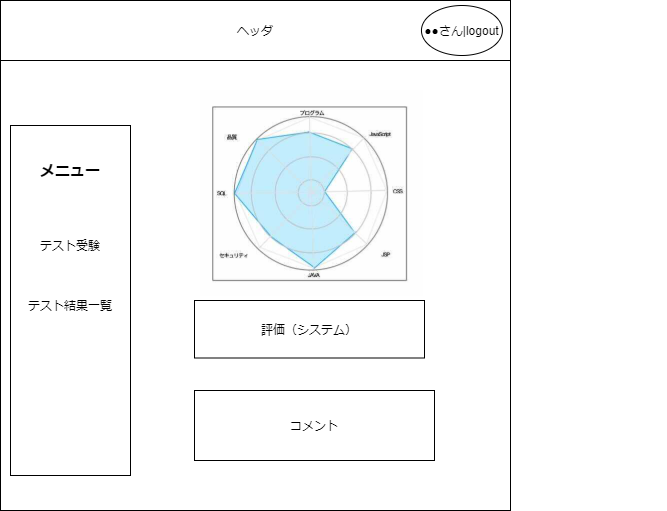 ヘッダ
●●さん|logout
メニュー
テスト受験
テスト結果一覧
プログラム
JavaScript
CSS
JSP
JAVA
セキュリティ
SQL
品質
評価（システム）
コメント